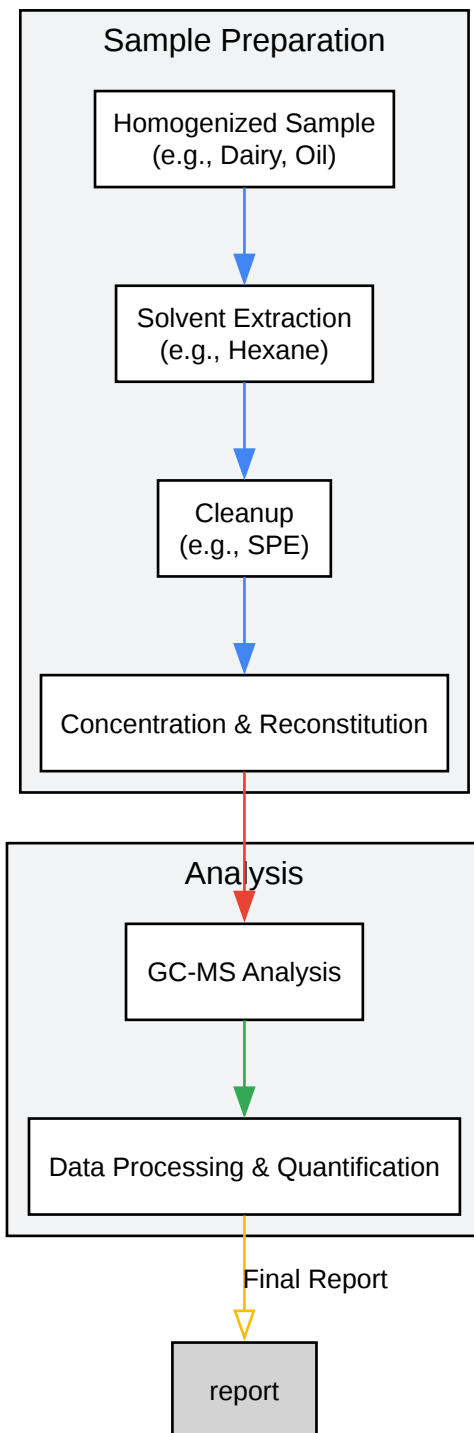 Sample Preparation
Homogenized Sample
(e.g., Dairy, Oil)
Solvent Extraction
(e.g., Hexane)
Cleanup
(e.g., SPE)
Concentration & Reconstitution
Analysis
GC-MS Analysis
Data Processing & Quantification
Final Report
report